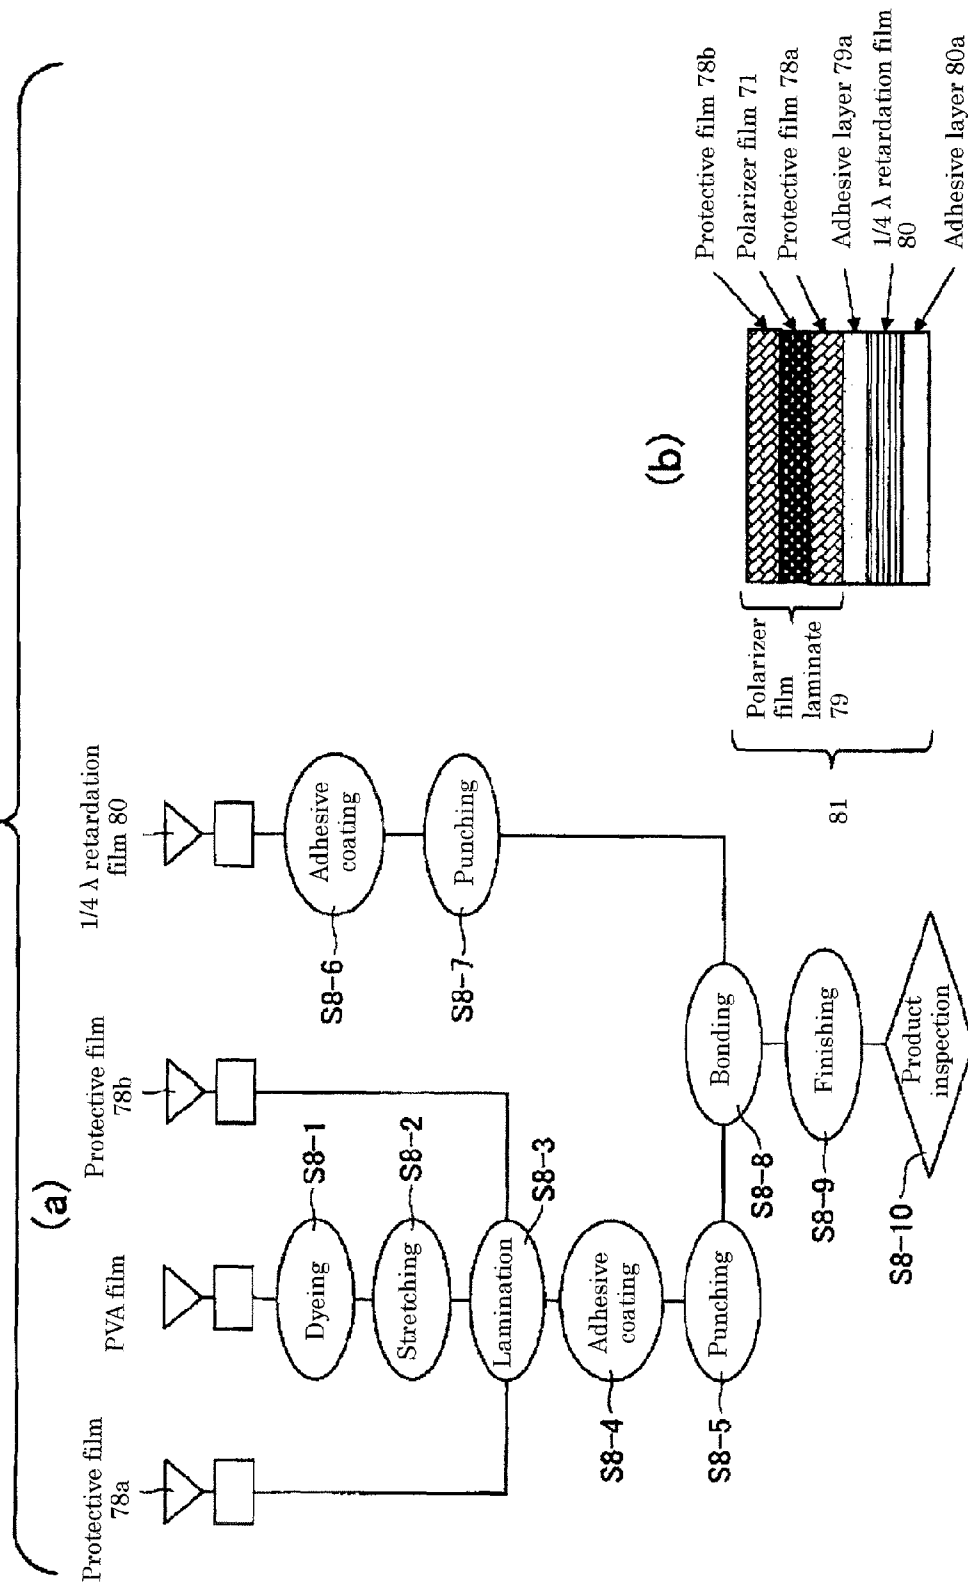 (a)
Protective film
78a
PVA film
Protective film
78b
1/4 λ retardation
film 80
Dyeing
S8-1
Stretching
S8-2
Lamination
S8-3
Adhesive
coating
S8-4
Punching
S8-5
Adhesive
coating
S8-6
Punching
S8-7
Bonding
S8-8
Finishing
S8-9
Product
inspection
S8-10
(b)
Protective film 78b
Polarizer film 71
Protective film 78a
Adhesive layer 79a
1/4 λ retardation film
80
Adhesive layer 80a
Polarizer
film
laminate
79
81